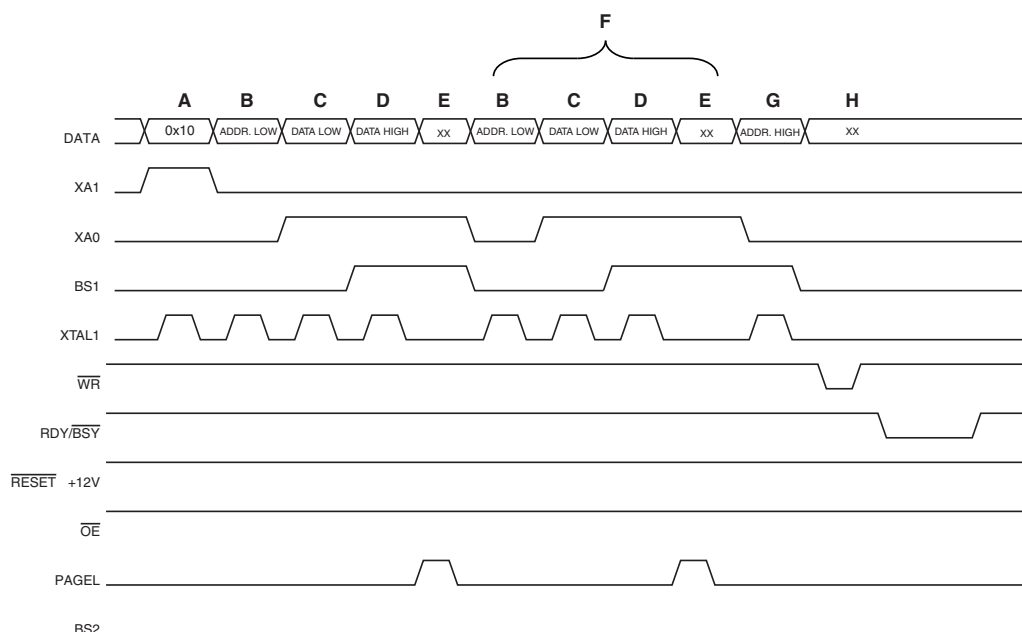 F
A B C D E B C D E G H
DATA 0x10 ADDR. LOW DATA LOW DATA HIGH XX ADDR. LOW DATA LOW DATA HIGH XX ADDR. HIGH XX
XA1
XA0
BS1
XTAL1
WR
RDY/BSY
RESET +12V
OE
PAGEL
BS2